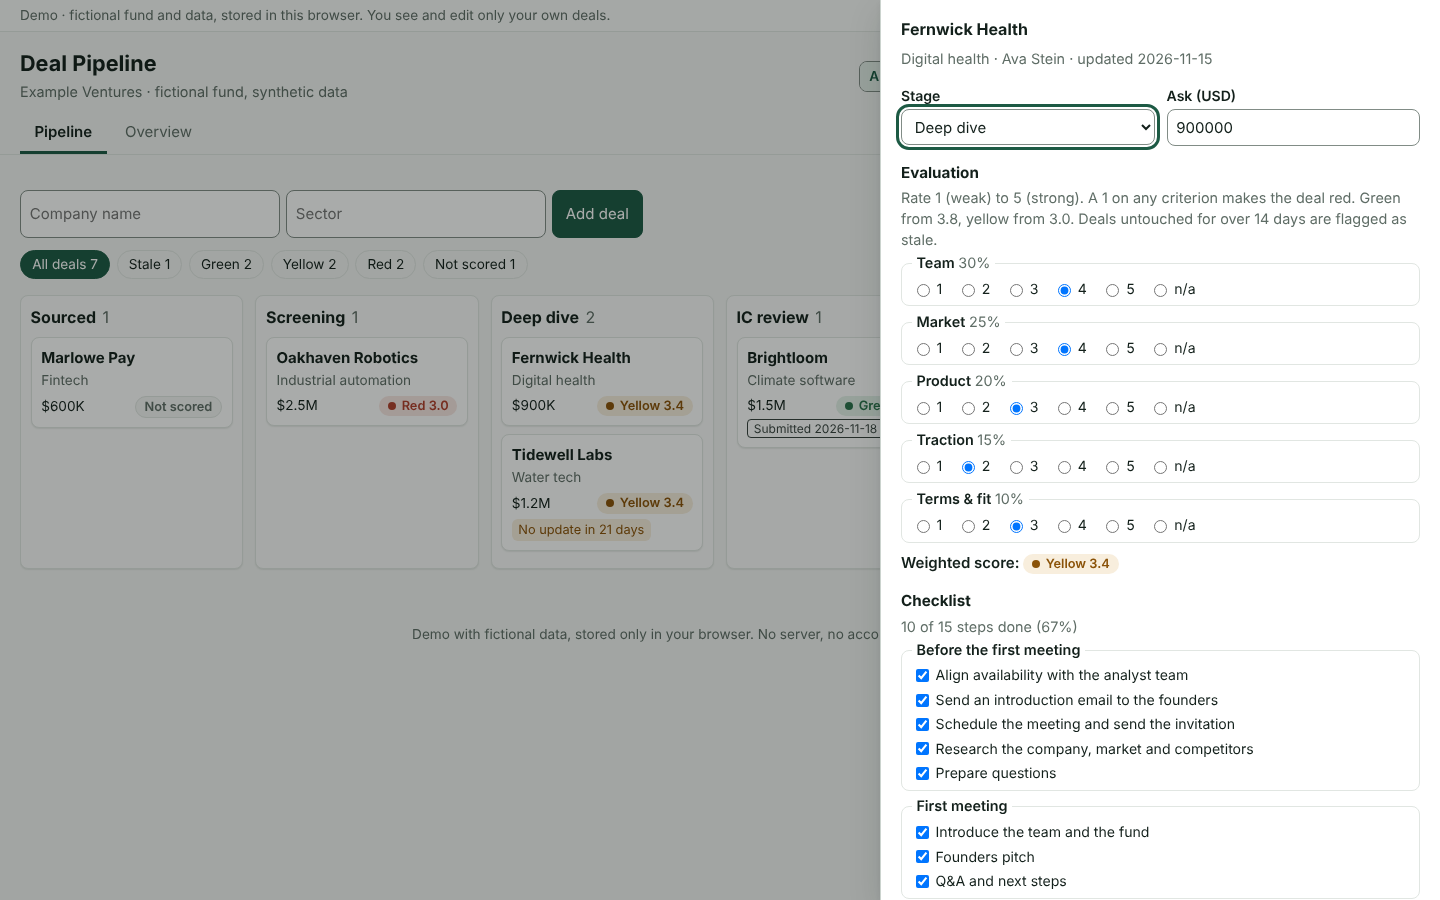 Demo · fictional fund and data, stored in this browser. You see and edit only your own deals.
Deal Pipeline
Example Ventures · fictional fund, synthetic data
Pipeline
Overview
Company name
Sector
Add deal
All deals 7
Stale 1
Green 2
Yellow 2
Red 2
Not scored 1
Sourced 1
Marlowe Pay
Fintech
$600K
Not scored
Screening 1
Oakhaven Robotics
Industrial automation
$2.5M
Red 3.0
Deep dive 2
Fernwick Health
Digital health
$900K
Yellow 3.4
Tidewell Labs
Water tech
$1.2M
Yellow 3.4
No update in 21 days
IC review 1
Brightloom
Climate software
$1.5M
Gre
Submitted 2026-11-18
Demo with fictional data, stored only in your browser. No server, no acco
Fernwick Health
Digital health · Ava Stein · updated 2026-11-15
Stage
Ask (USD)
Deep dive
900000
Evaluation
Rate 1 (weak) to 5 (strong). A 1 on any criterion makes the deal red. Green
from 3.8, yellow from 3.0. Deals untouched for over 14 days are flagged as
stale.
Team 30%
1 2 3 4 5 n/a
Market 25%
1 2 3 4 5 n/a
Product 20%
1 2 3 4 5 n/a
Traction 15%
1 2 3 4 5 n/a
Terms & fit 10%
1 2 3 4 5 n/a
Weighted score: Yellow 3.4
Checklist
10 of 15 steps done (67%)
Before the first meeting
Align availability with the analyst team
Send an introduction email to the founders
Schedule the meeting and send the invitation
Research the company, market and competitors
Prepare questions
First meeting
Introduce the team and the fund
Founders pitch
Q&A and next steps